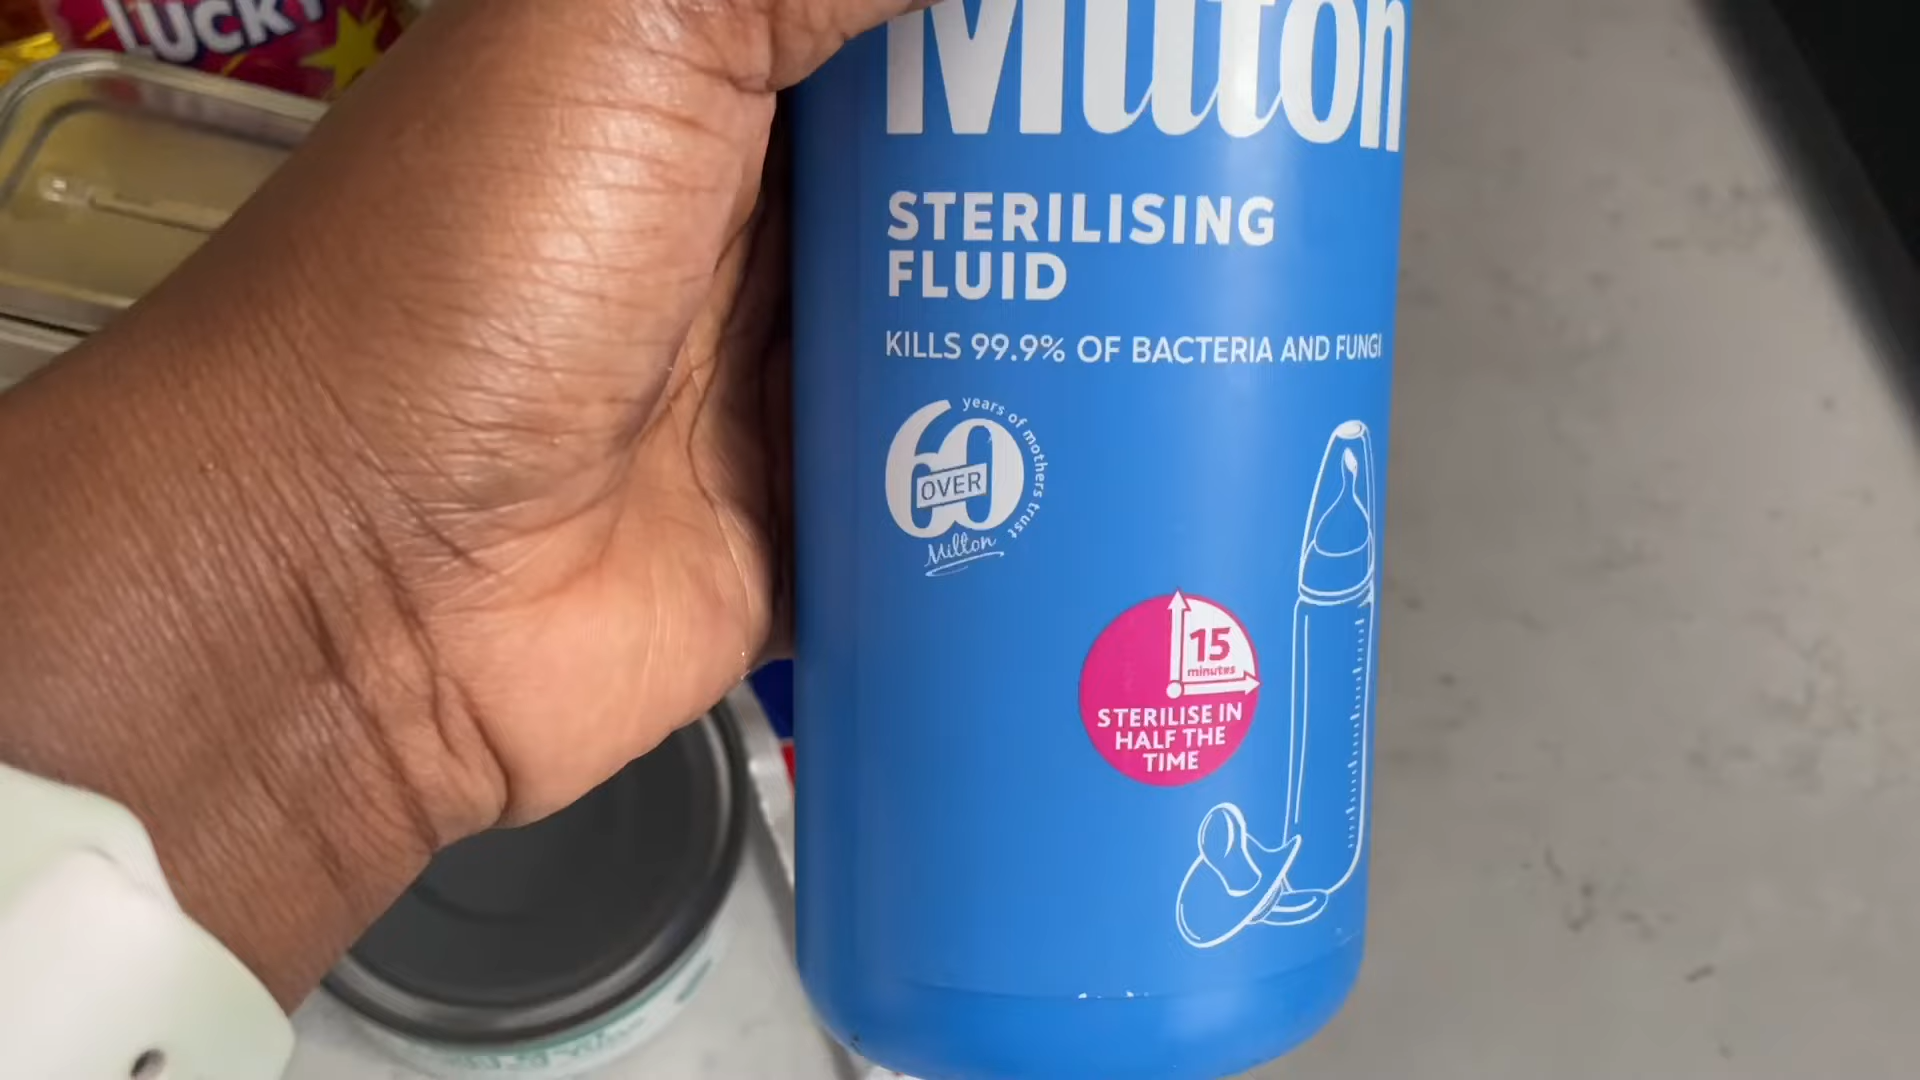 LUCKY
Milton
STERILISING
FLUID
KILLS 99.9% OF BACTERIA AND FUNGI
60
OVER
years of mothers trust
Milton
15
minutes
STERILISE IN
HALF THE
TIME